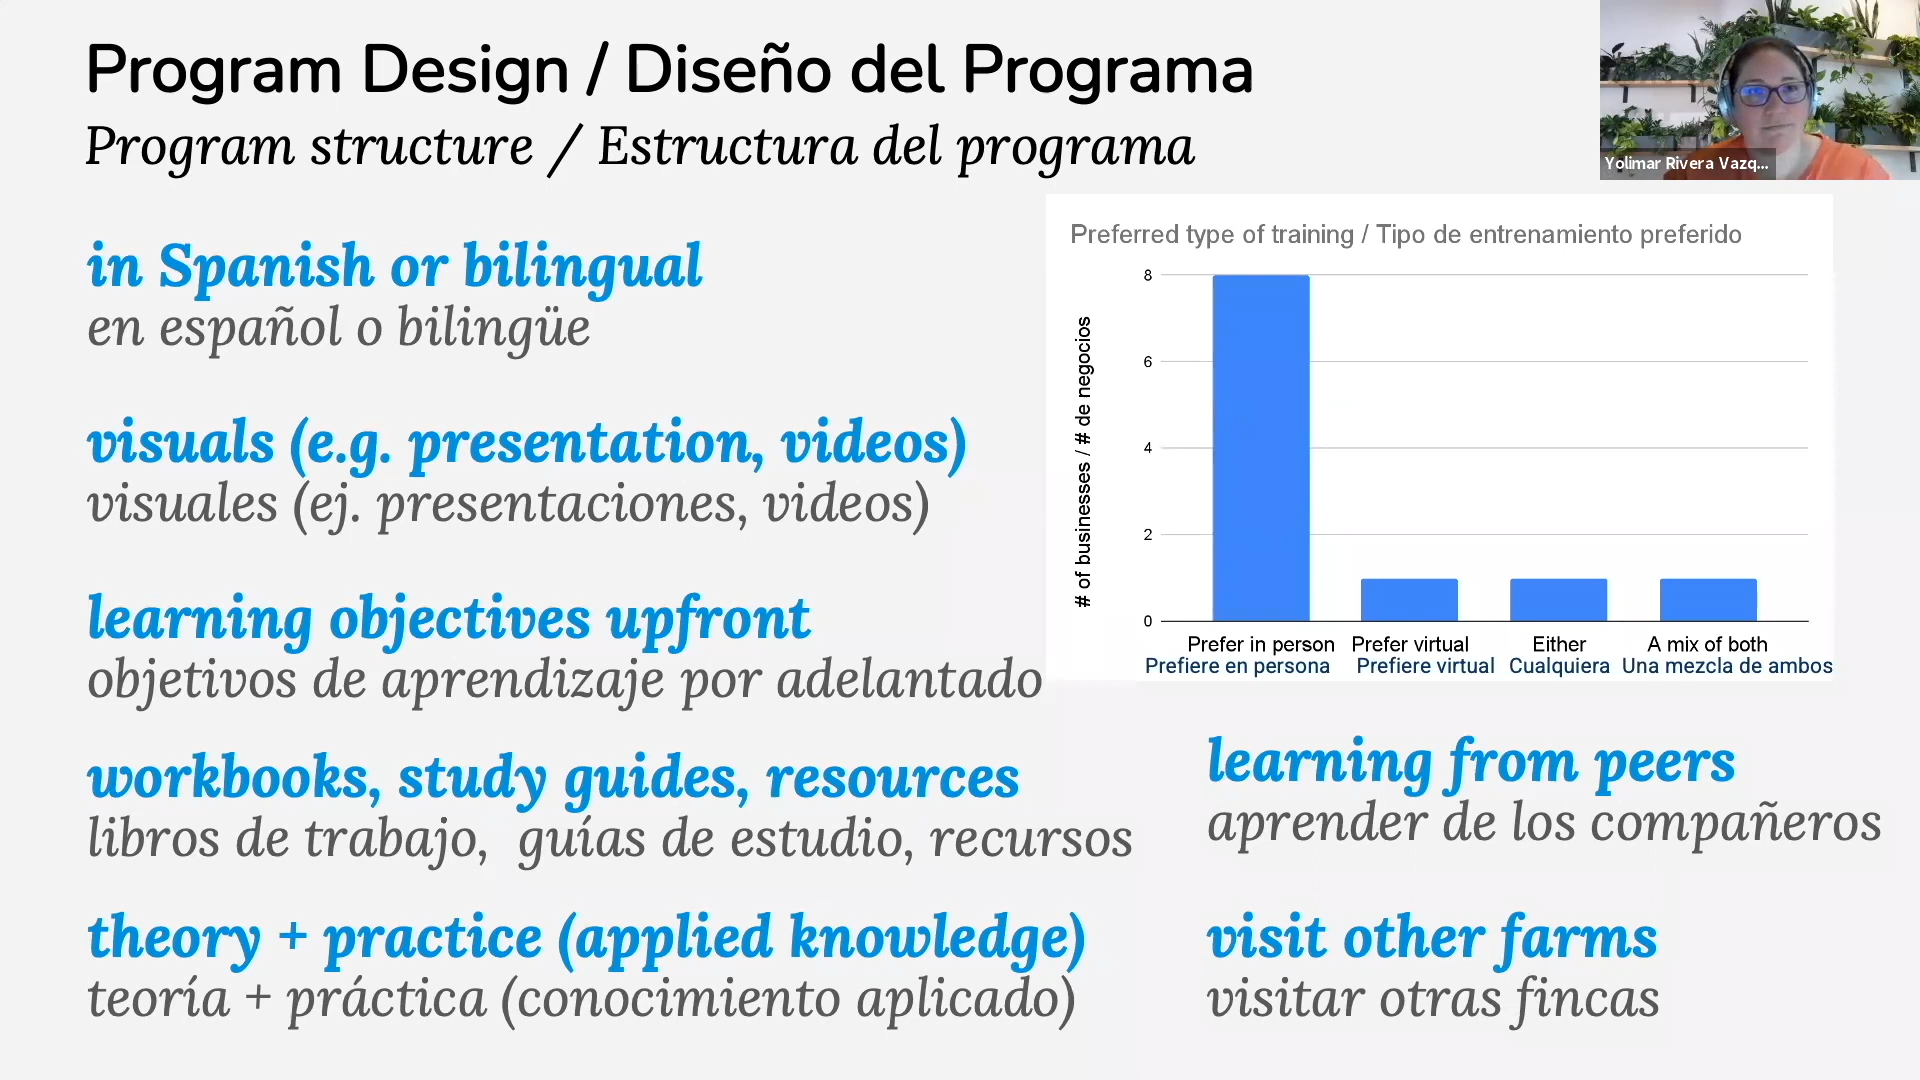 Program Design / Diseño del Programa
Program structure / Estructura del programa
Yolimar Rivera Vazq...
in Spanish or bilingual
en español o bilingüe
visuals (e.g. presentation, videos)
visuales (ej. presentaciones, videos)
learning objectives upfront
objetivos de aprendizaje por adelantado
workbooks, study guides, resources
libros de trabajo,  guías de estudio, recursos
theory + practice (applied knowledge)
teoría + práctica (conocimiento aplicado)
Preferred type of training / Tipo de entrenamiento preferido
# of businesses / # de negocios
8
6
4
2
0
Prefer in person
Prefiere en persona
Prefer virtual
Prefiere virtual
Either
Cualquiera
A mix of both
Una mezcla de ambos
learning from peers
aprender de los compañeros
visit other farms
visitar otras fincas